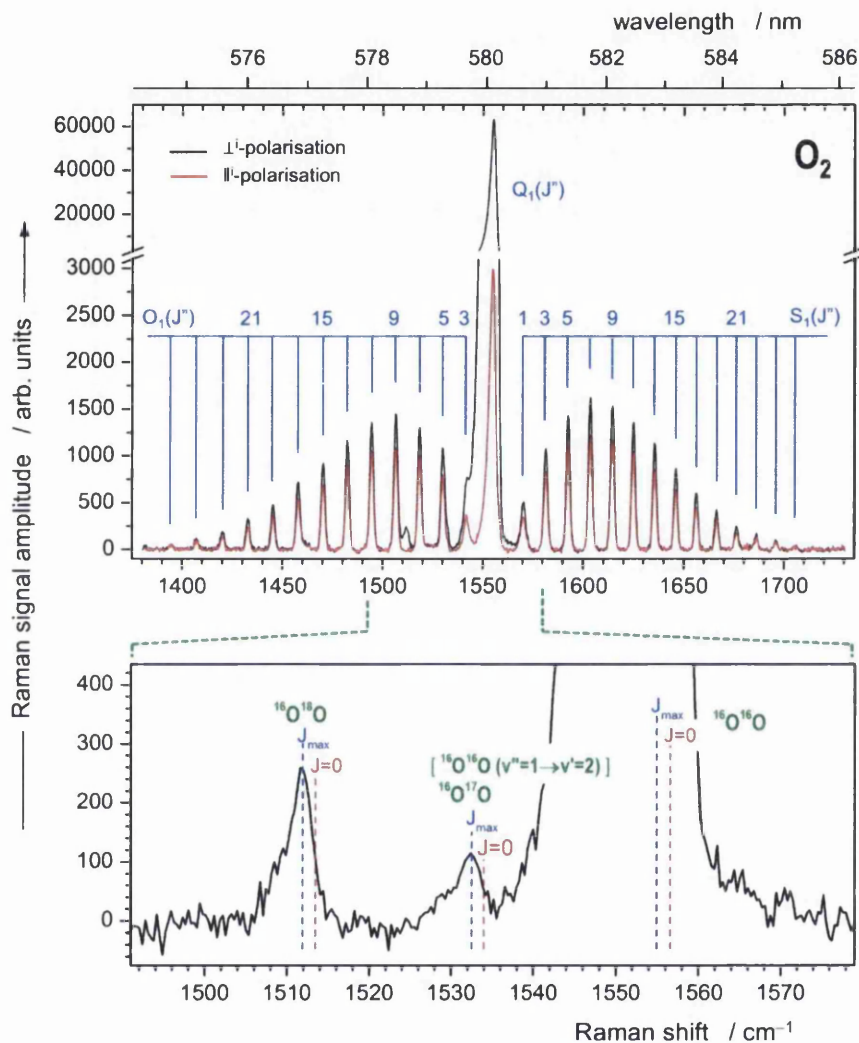 wavelength / nm
576 578 580 582 584 586
60000
40000
20000
3000
2500
2000
1500
1000
500
0
⊥ⁱ-polarisation
‖ⁱ-polarisation
O₂
Q₁(J")
O₁(J") 21 15 9 5 3 1 3 5 9 15 21 S₁(J")
1400 1450 1500 1550 1600 1650 1700
Raman signal amplitude / arb. units
400
300
200
100
0
¹⁶O¹⁸O
Jmax
J=0
[ ¹⁶O¹⁶O (v"=1→v'=2) ]
¹⁶O¹⁷O
Jmax
J=0
Jmax ¹⁶O¹⁶O
J=0
1500 1510 1520 1530 1540 1550 1560 1570
Raman shift / cm⁻¹